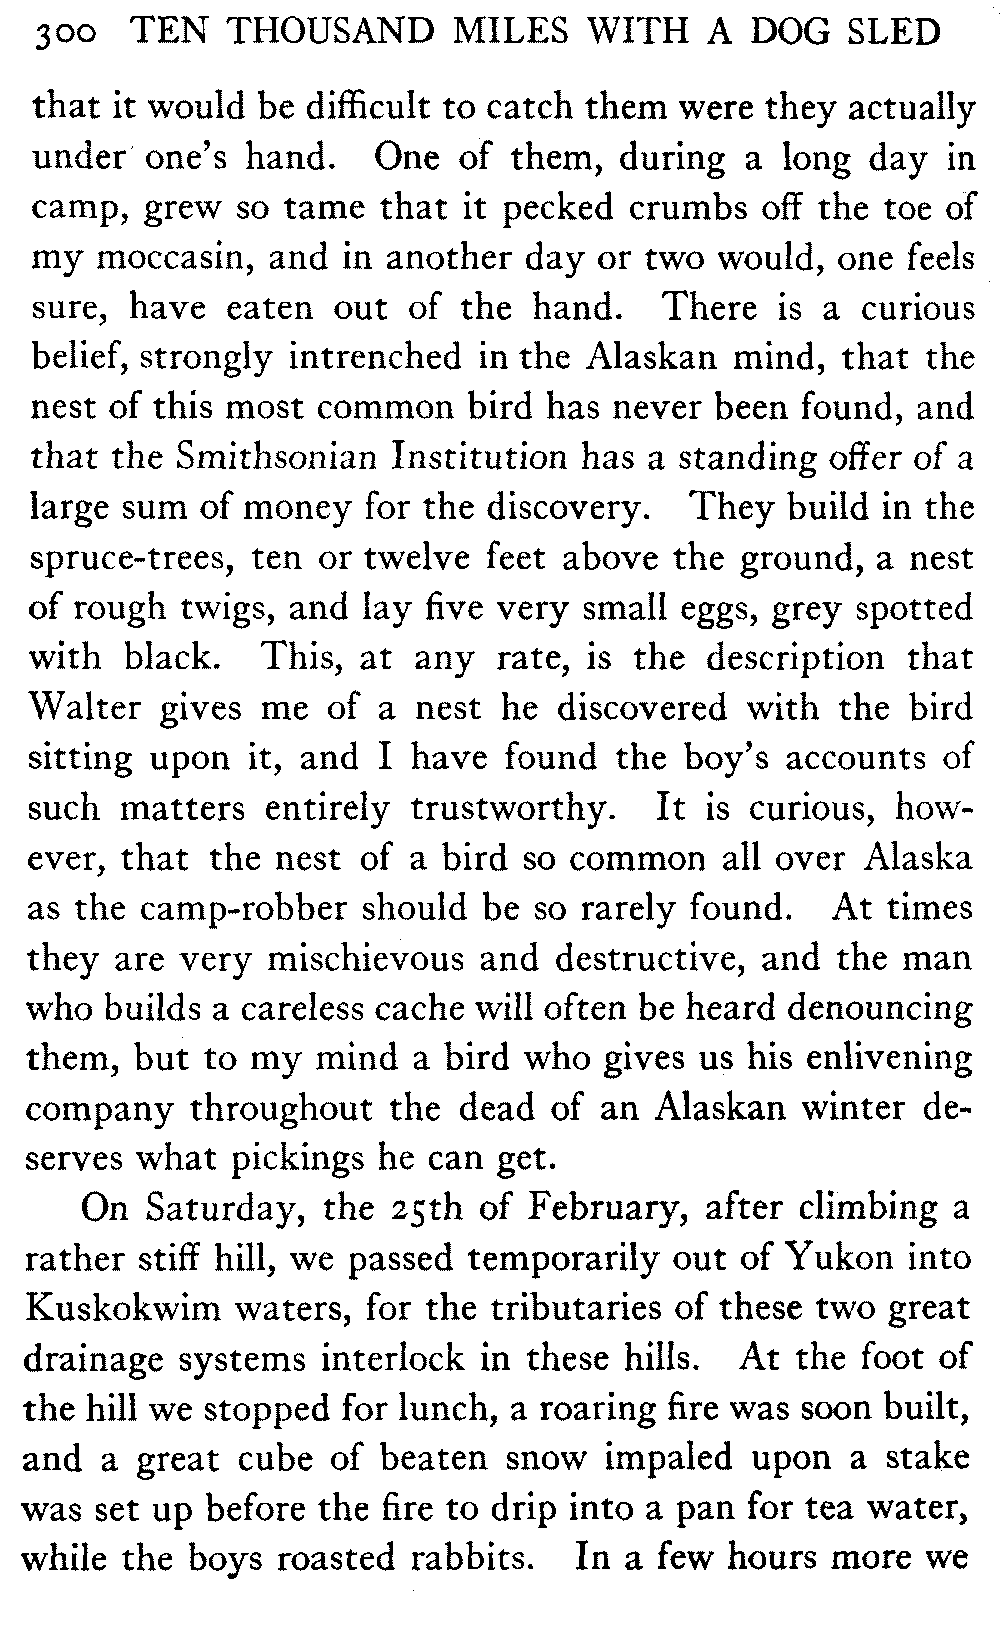 300 TEN THOUSAND MILES WITH A DOG SLED
that it would be difficult to catch them were they actually
under one's hand. One of them, during a long day in
camp, grew so tame that it pecked crumbs off the toe of
my moccasin, and in another day or two would, one feels
sure, have eaten out of the hand. There is a curious
belief, strongly intrenched in the Alaskan mind, that the
nest of this most common bird has never been found, and
that the Smithsonian Institution has a standing offer of a
large sum of money for the discovery. They build in the
spruce-trees, ten or twelve feet above the ground, a nest
of rough twigs, and lay five very small eggs, grey spotted
with black. This, at any rate, is the description that
Walter gives me of a nest he discovered with the bird
sitting upon it, and I have found the boy's accounts of
such matters entirely trustworthy. It is curious, how-
ever, that the nest of a bird so common all over Alaska
as the camp-robber should be so rarely found. At times
they are very mischievous and destructive, and the man
who builds a careless cache will often be heard denouncing
them, but to my mind a bird who gives us his enlivening
company throughout the dead of an Alaskan winter de-
serves what pickings he can get.
On Saturday, the 25th of February, after climbing a
rather stiff hill, we passed temporarily out of Yukon into
Kuskokwim waters, for the tributaries of these two great
drainage systems interlock in these hills. At the foot of
the hill we stopped for lunch, a roaring fire was soon built,
and a great cube of beaten snow impaled upon a stake
was set up before the fire to drip into a pan for tea water,
while the boys roasted rabbits. In a few hours more we